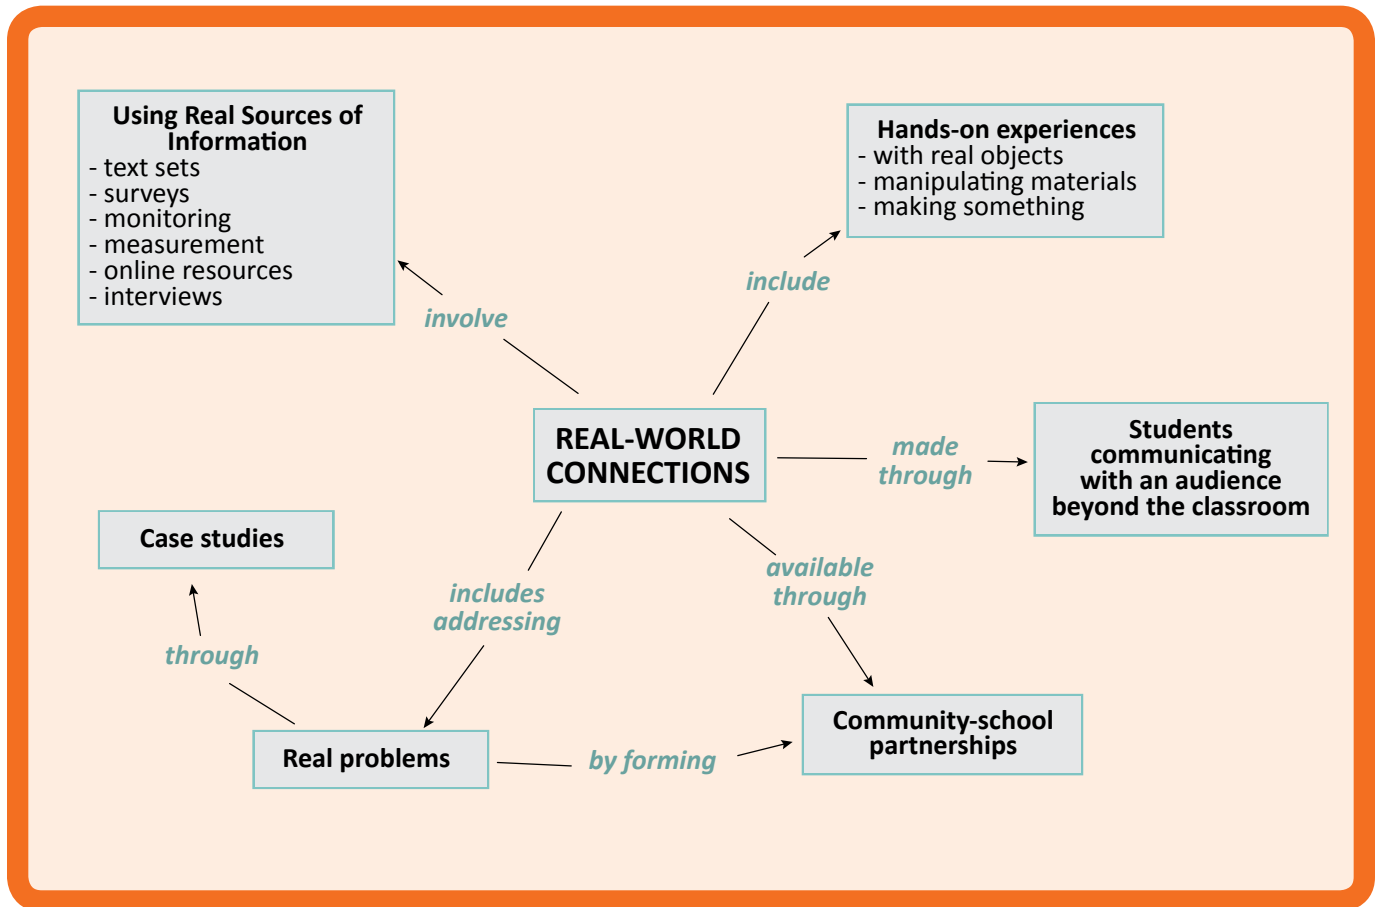 Using Real Sources of
Information
- text sets
- surveys
- monitoring
- measurement
- online resources
- interviews
Hands-on experiences
- with real objects
- manipulating materials
- making something
include
involve
REAL-WORLD
CONNECTIONS
made
through
Students
communicating
with an audience
beyond the classroom
Case studies
includes
addressing
available
through
through
Real problems
by forming
Community-school
partnerships